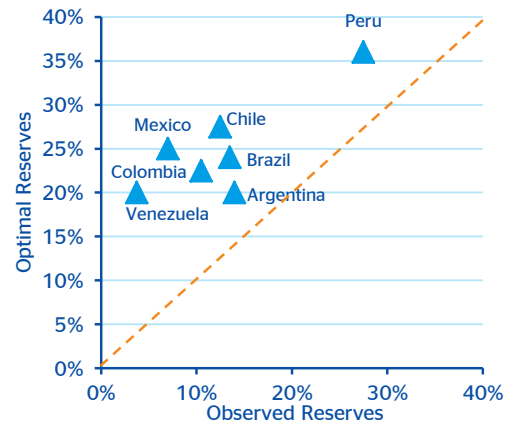 40%
Peru
35%
30%
Chile
Mexico
25%
Brazil
Colombia
20%
Argentina
Venezuela
15%
10%
5%
0%
Optimal Reserves
0% 10% 20% 30% 40%
Observed Reserves